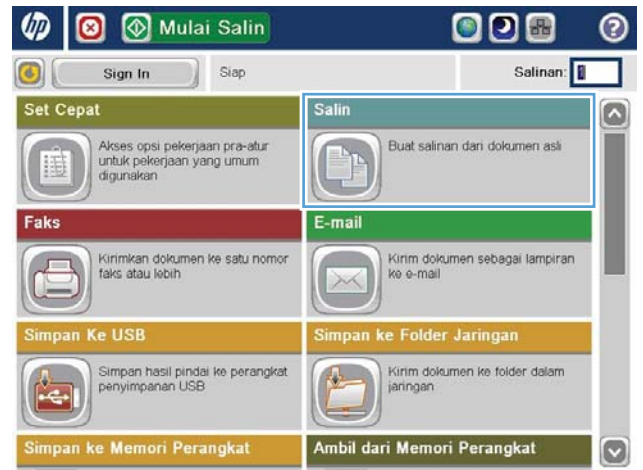 hp Mulai Salin ?
Sign In Siap Salinan: 1
Set Cepat
Akses opsi pekerjaan pra-atur
untuk pekerjaan yang umum
digunakan
Salin
Buat salinan dari dokumen asli
Faks
Kirimkan dokumen ke satu nomor
faks atau lebih
E-mail
Kirim dokumen sebagai lampiran
ke e-mail
Simpan Ke USB
Simpan hasil pindai ke perangkat
penyimpanan USB
Simpan ke Folder Jaringan
Kirim dokumen ke folder dalam
jaringan
Simpan ke Memori Perangkat
Ambil dari Memori Perangkat